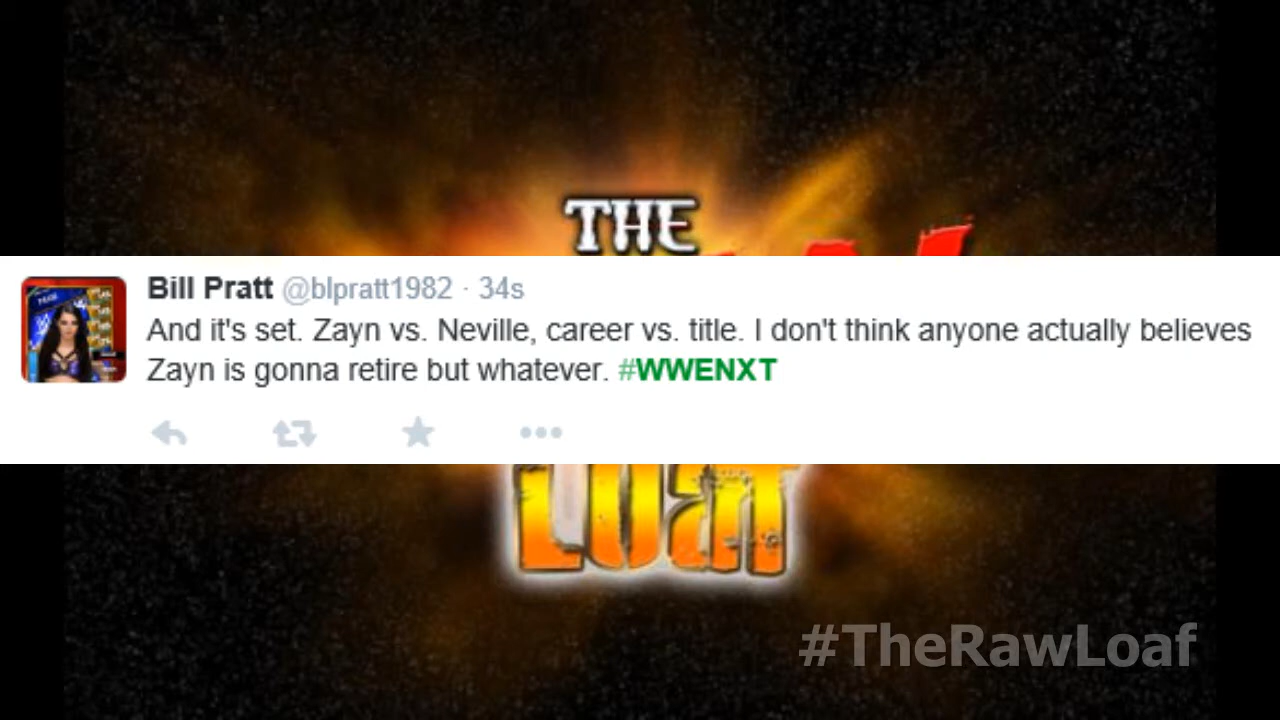 THE
Bill Pratt @blpratt1982 · 34s
And it's set. Zayn vs. Neville, career vs. title. I don't think anyone actually believes
Zayn is gonna retire but whatever. #WWENXT
LOAF
#TheRawLoaf